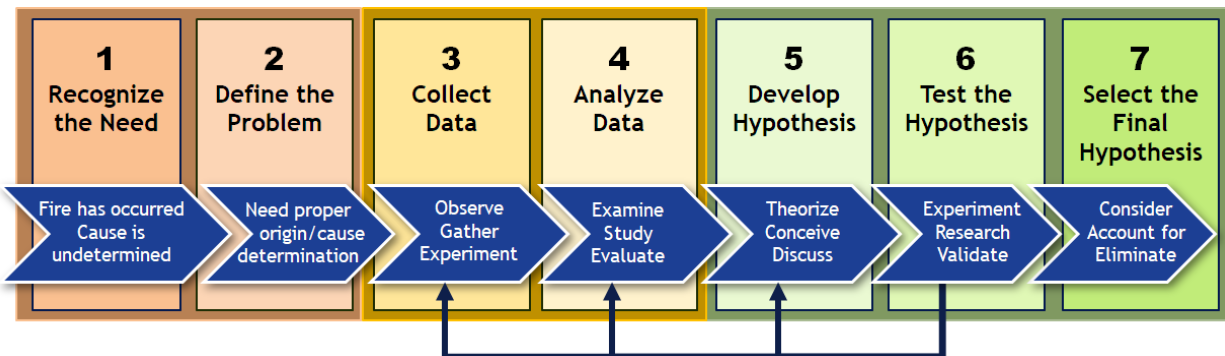 1
Recognize
the Need
Fire has occurred
Cause is
undetermined
2
Define the
Problem
Need proper
origin/cause
determination
3
Collect
Data
Observe
Gather
Experiment
4
Analyze
Data
Examine
Study
Evaluate
5
Develop
Hypothesis
Theorize
Conceive
Discuss
6
Test the
Hypothesis
Experiment
Research
Validate
7
Select the
Final
Hypothesis
Consider
Account for
Eliminate